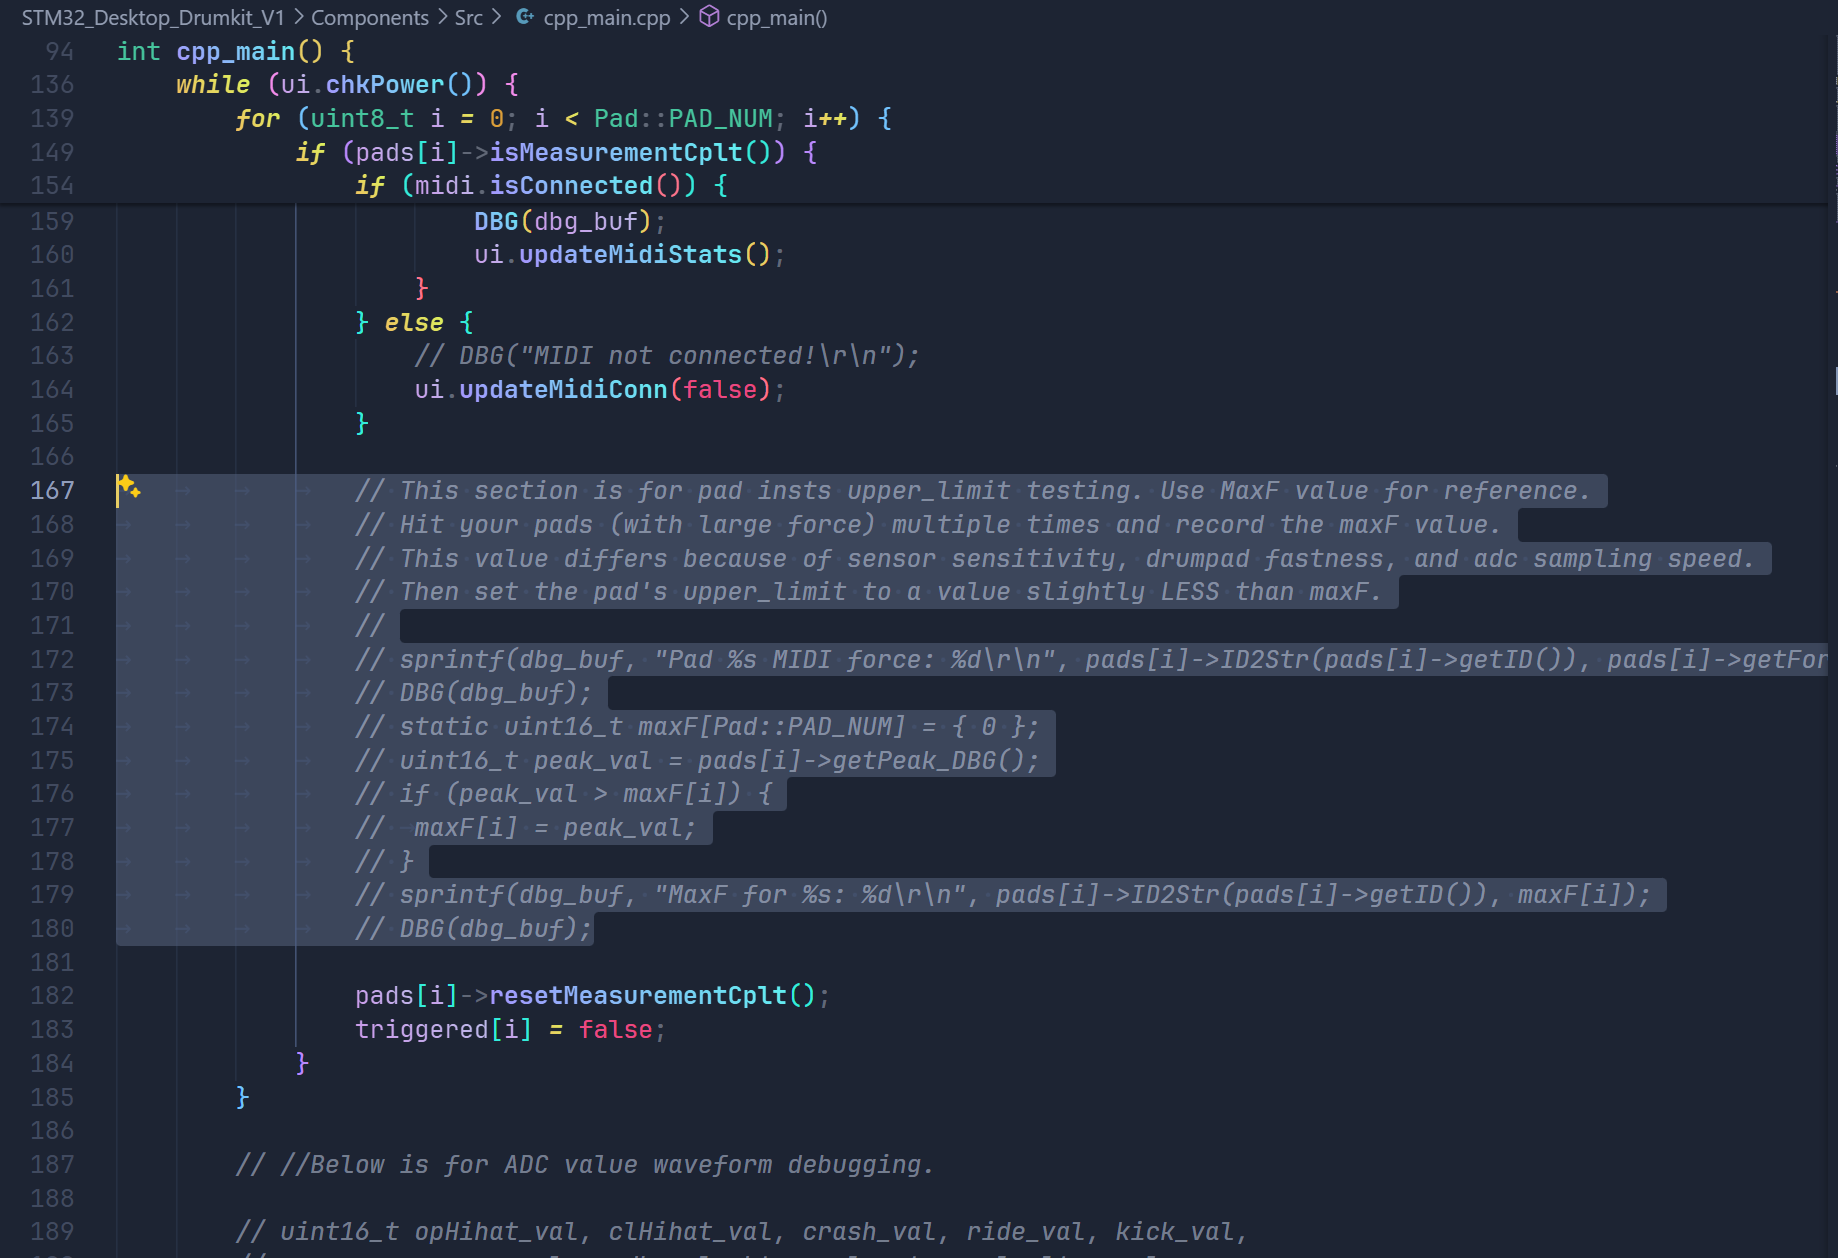 STM32_Desktop_Drumkit_V1 > Components > Src > cpp_main.cpp > cpp_main()
94 int cpp_main() {
136 while (ui.chkPower()) {
139 for (uint8_t i = 0; i < Pad::PAD_NUM; i++) {
149 if (pads[i]->isMeasurementCplt()) {
154 if (midi.isConnected()) {
159 DBG(dbg_buf);
160 ui.updateMidiStats();
161 }
162 } else {
163 // DBG("MIDI not connected!\r\n");
164 ui.updateMidiConn(false);
165 }
166
167 // This section is for pad insts upper_limit testing. Use MaxF value for reference.
168 // Hit your pads (with large force) multiple times and record the maxF value.
169 // This value differs because of sensor sensitivity, drumpad fastness, and adc sampling speed.
170 // Then set the pad's upper_limit to a value slightly LESS than maxF.
171 //
172 // sprintf(dbg_buf, "Pad %s MIDI force: %d\r\n", pads[i]->ID2Str(pads[i]->getID()), pads[i]->getFor
173 // DBG(dbg_buf);
174 // static uint16_t maxF[Pad::PAD_NUM] = { 0 };
175 // uint16_t peak_val = pads[i]->getPeak_DBG();
176 // if (peak_val > maxF[i]) {
177 // maxF[i] = peak_val;
178 // }
179 // sprintf(dbg_buf, "MaxF for %s: %d\r\n", pads[i]->ID2Str(pads[i]->getID()), maxF[i]);
180 // DBG(dbg_buf);
181
182 pads[i]->resetMeasurementCplt();
183 triggered[i] = false;
184 }
185 }
186
187 // //Below is for ADC value waveform debugging.
188
189 // uint16_t opHihat_val, clHihat_val, crash_val, ride_val, kick_val,